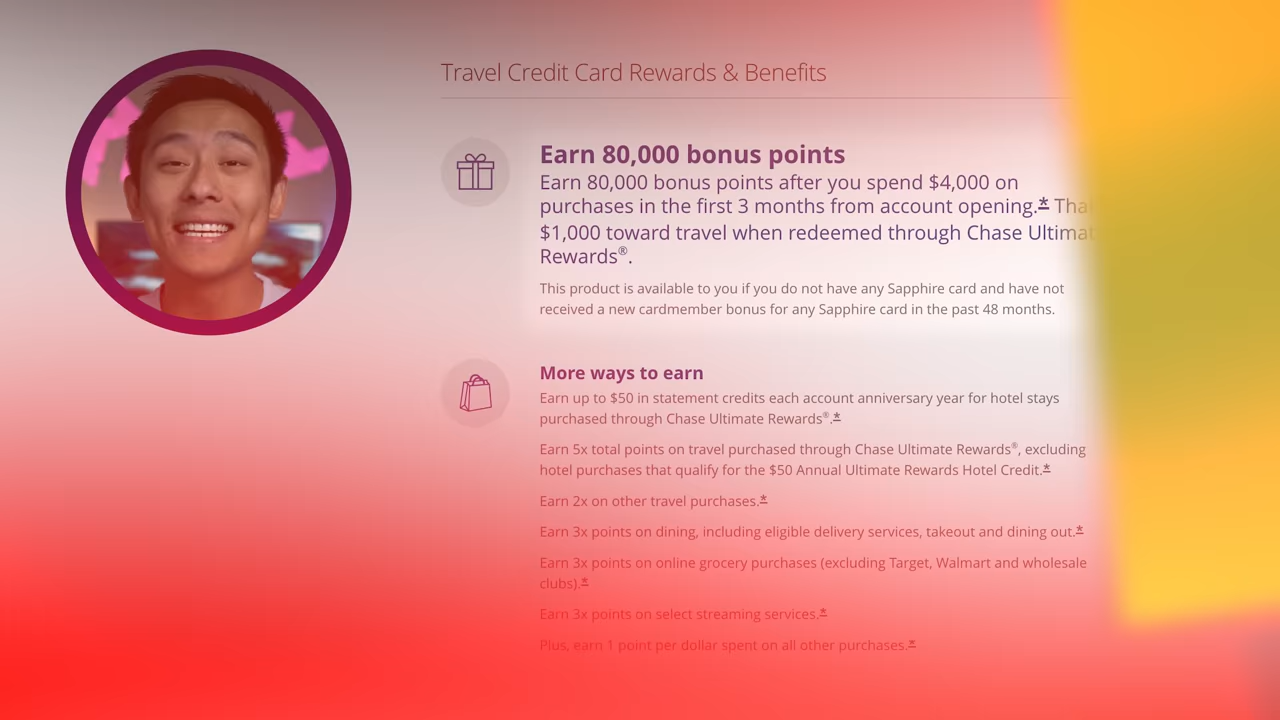 Travel Credit Card Rewards & Benefits
Earn 80,000 bonus points
Earn 80,000 bonus points after you spend $4,000 on
purchases in the first 3 months from account opening.* Tha
$1,000 toward travel when redeemed through Chase Ultimat
Rewards®.
This product is available to you if you do not have any Sapphire card and have not
received a new cardmember bonus for any Sapphire card in the past 48 months.
More ways to earn
Earn up to $50 in statement credits each account anniversary year for hotel stays
purchased through Chase Ultimate Rewards®.*
Earn 5x total points on travel purchased through Chase Ultimate Rewards®, excluding
hotel purchases that qualify for the $50 Annual Ultimate Rewards Hotel Credit.*
Earn 2x on other travel purchases.*
Earn 3x points on dining, including eligible delivery services, takeout and dining out.*
Earn 3x points on online grocery purchases (excluding Target, Walmart and wholesale
clubs).*
Earn 3x points on select streaming services.*
Plus, earn 1 point per dollar spent on all other purchases.*